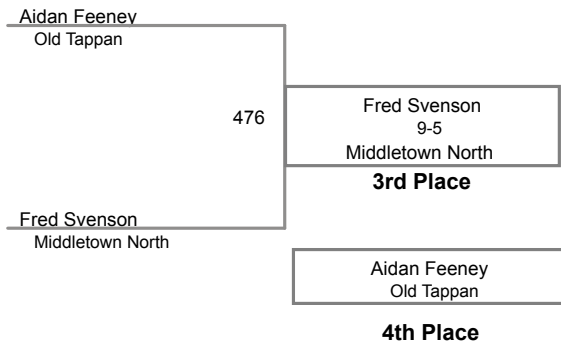 Aidan Feeney
Old Tappan
476
Fred Svenson
9-5
Middletown North
3rd Place
Fred Svenson
Middletown North
Aidan Feeney
Old Tappan
4th Place